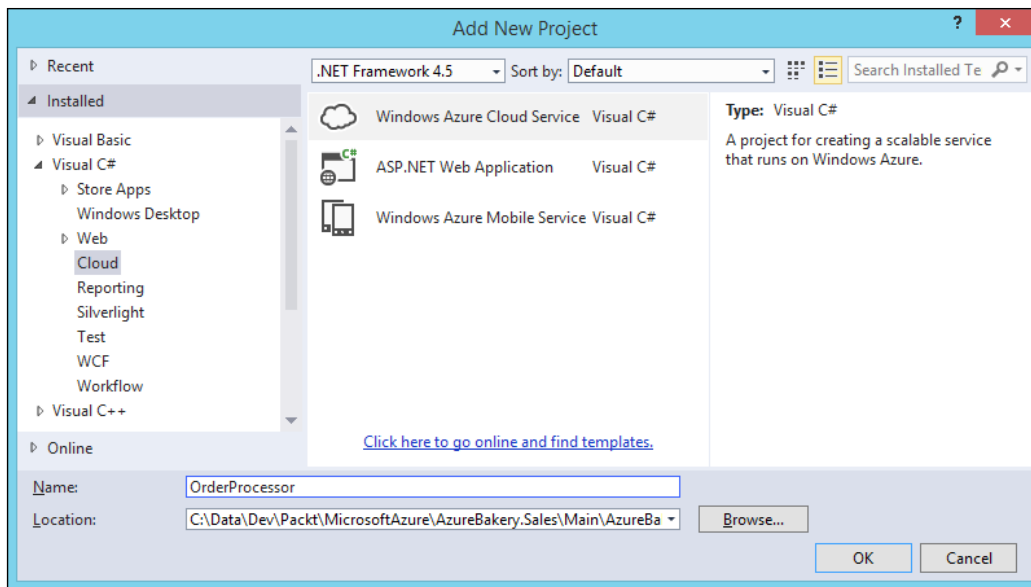 Add New Project
?
×
Recent
.NET Framework 4.5
Sort by:
Default
Search Installed Te
Installed
Visual Basic
Visual C#
Store Apps
Windows Desktop
Web
Cloud
Reporting
Silverlight
Test
WCF
Workflow
Visual C++
Online
Windows Azure Cloud Service Visual C#
C#
ASP.NET Web Application Visual C#
Windows Azure Mobile Service Visual C#
Click here to go online and find templates.
Type: Visual C#
A project for creating a scalable service
that runs on Windows Azure.
Name:
OrderProcessor
Location:
C:\Data\Dev\Packt\MicrosoftAzure\AzureBakery.Sales\Main\AzureBa
Browse...
OK
Cancel